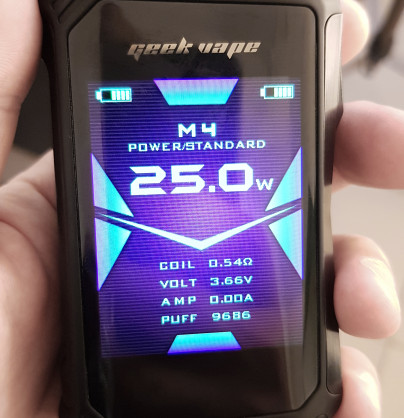 geek vape
M4
POWER/STANDARD
25.0W
COIL 0.54Ω
VOLT 3.66V
AMP 0.00A
PUFF 9686